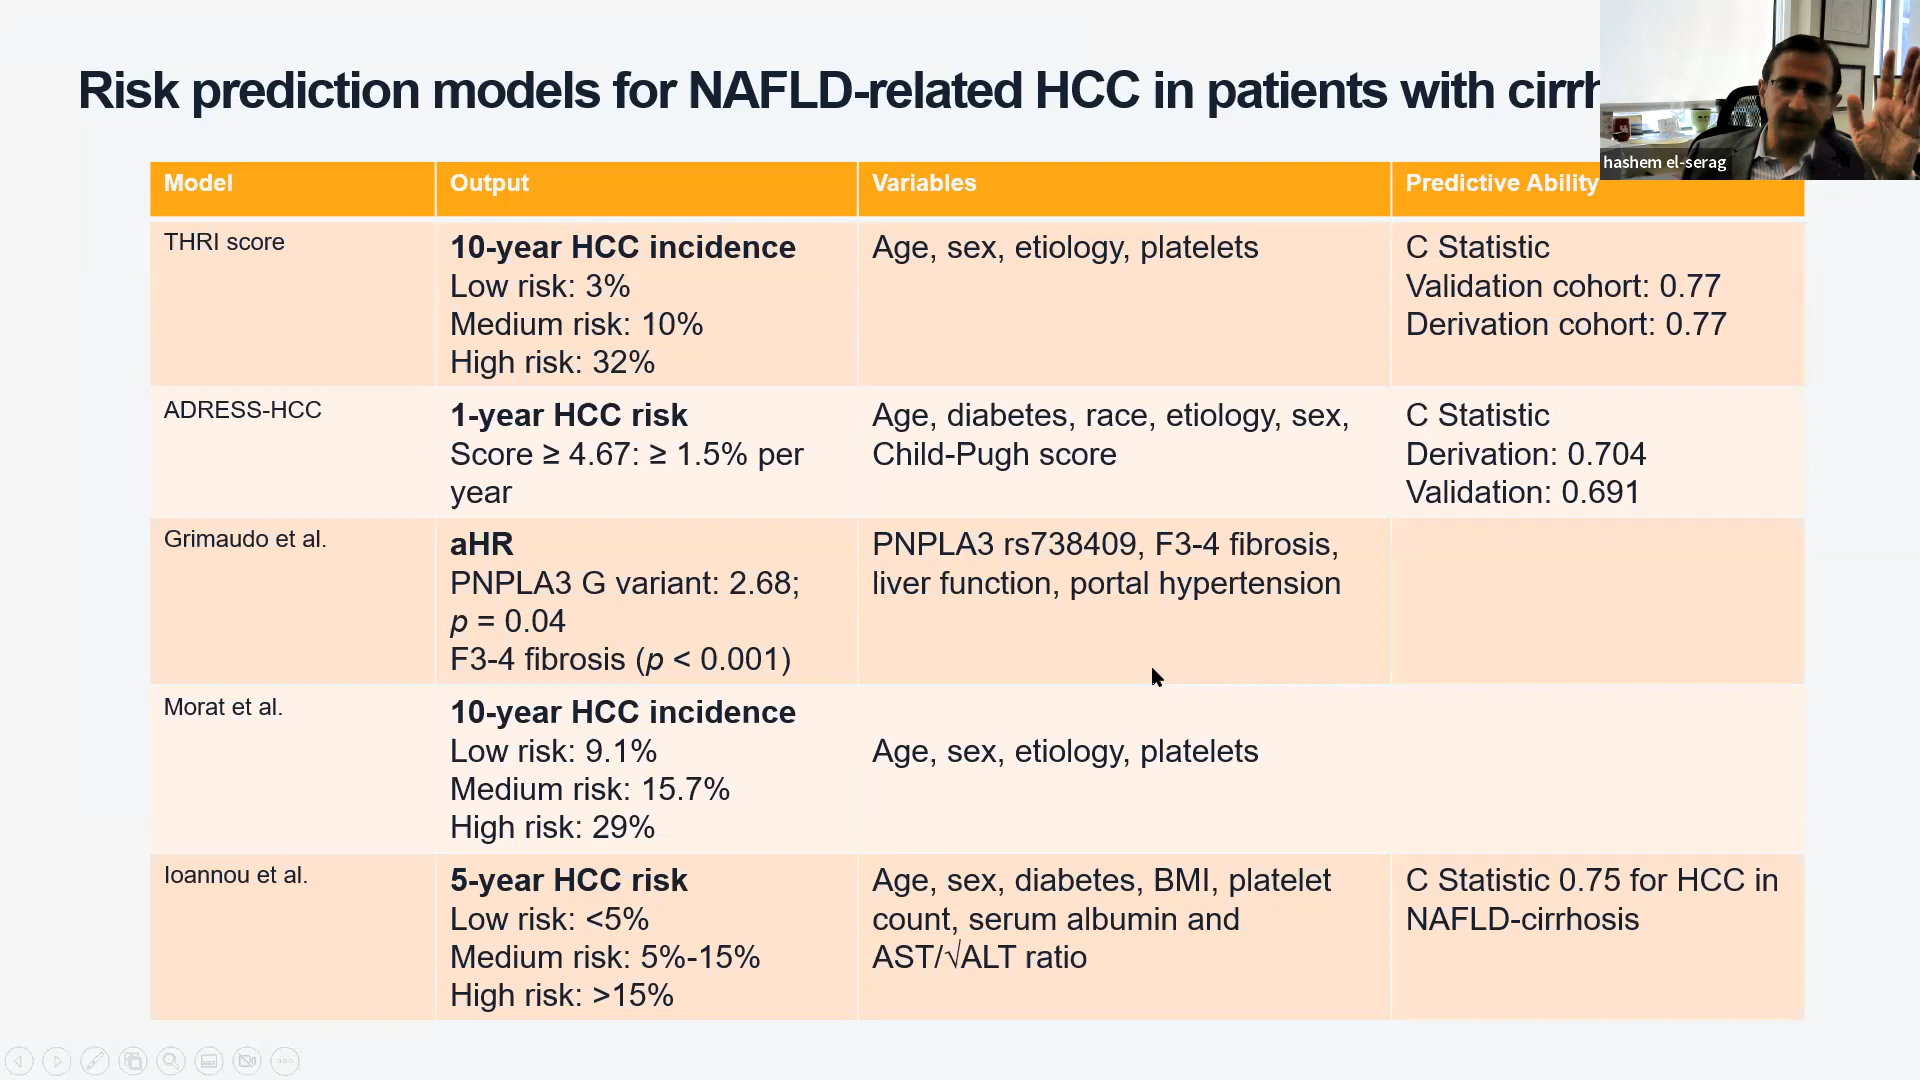 Risk prediction models for NAFLD-related HCC in patients with cirrh
hashem el-serag
Model
Output
Variables
Predictive Ability
THRI score
10-year HCC incidence
Low risk: 3%
Medium risk: 10%
High risk: 32%
Age, sex, etiology, platelets
C Statistic
Validation cohort: 0.77
Derivation cohort: 0.77
ADRESS-HCC
1-year HCC risk
Score ≥ 4.67: ≥ 1.5% per
year
Age, diabetes, race, etiology, sex,
Child-Pugh score
C Statistic
Derivation: 0.704
Validation: 0.691
Grimaudo et al.
aHR
PNPLA3 G variant: 2.68;
p = 0.04
F3-4 fibrosis (p < 0.001)
PNPLA3 rs738409, F3-4 fibrosis,
liver function, portal hypertension
Morat et al.
10-year HCC incidence
Low risk: 9.1%
Medium risk: 15.7%
High risk: 29%
Age, sex, etiology, platelets
Ioannou et al.
5-year HCC risk
Low risk: <5%
Medium risk: 5%-15%
High risk: >15%
Age, sex, diabetes, BMI, platelet
count, serum albumin and
AST/√ALT ratio
C Statistic 0.75 for HCC in
NAFLD-cirrhosis